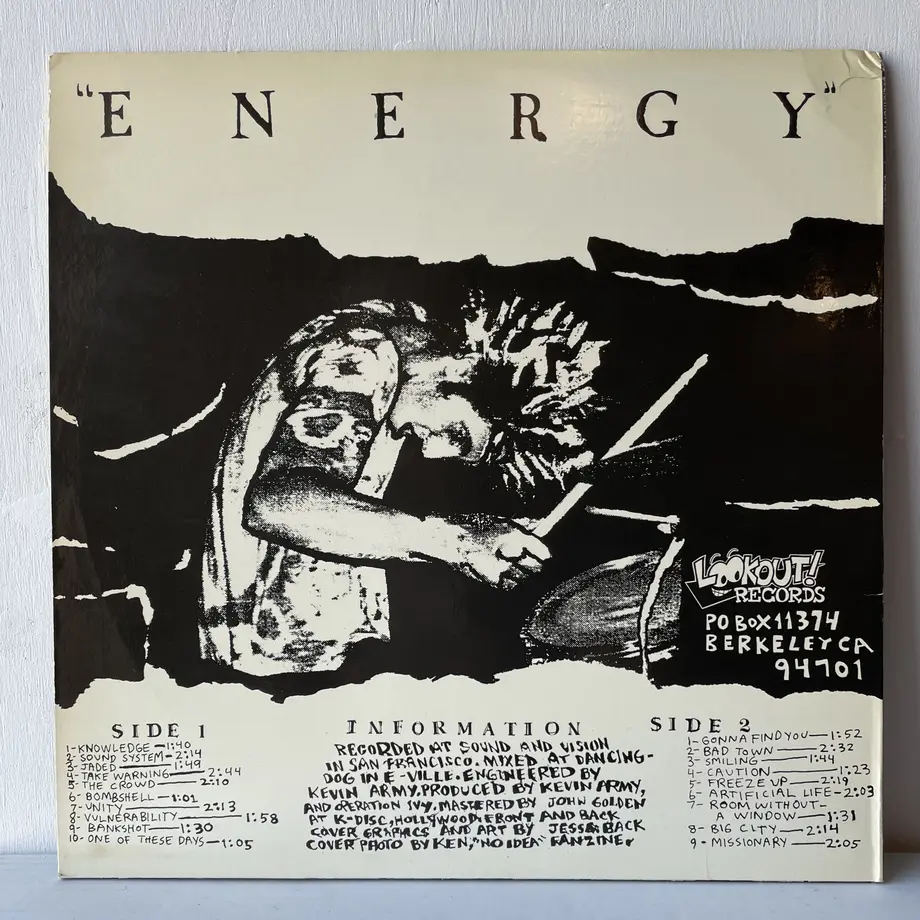 "ENERGY"
LOOKOUT!
RECORDS
PO BOX 11374
BERKELEY CA
94701
SIDE 1
1-KNOWLEDGE—1:40
2-SOUND SYSTEM-2:14
3-JADED—1:49
4-TAKE WARNING—2:44
5-THE CROWD—2:10
6-BOMBSHELL—1:01
7-UNITY—2:13
8-VULNERABILITY—1:58
9-BANKSHOT—1:30
10-ONE OF THESE DAYS—1:05
INFORMATION
RECORDED AT SOUND AND VISION
IN SAN FRANCISCO. MIXED AT DANCING-
DOG IN E-VILLE. ENGINEERED BY
KEVIN ARMY. PRODUCED BY KEVIN ARMY,
AND OPERATION IVY. MASTERED BY JOHN GOLDEN
AT K-DISC, HOLLYWOOD. FRONT AND BACK
COVER GRAPHICS AND ART BY JESSE. BACK
COVER PHOTO BY KEN, "NO IDEA" FANZINE.
SIDE 2
1-GONNA FIND YOU—1:52
2-BAD TOWN—2:32
3-SMILING—1:44
4-CAUTION—1:23
5-FREEZE UP—2:19
6-ARTIFICIAL LIFE-2:03
7-ROOM WITHOUT-
A WINDOW—1:31
8-BIG CITY—2:14
9-MISSIONARY—2:05